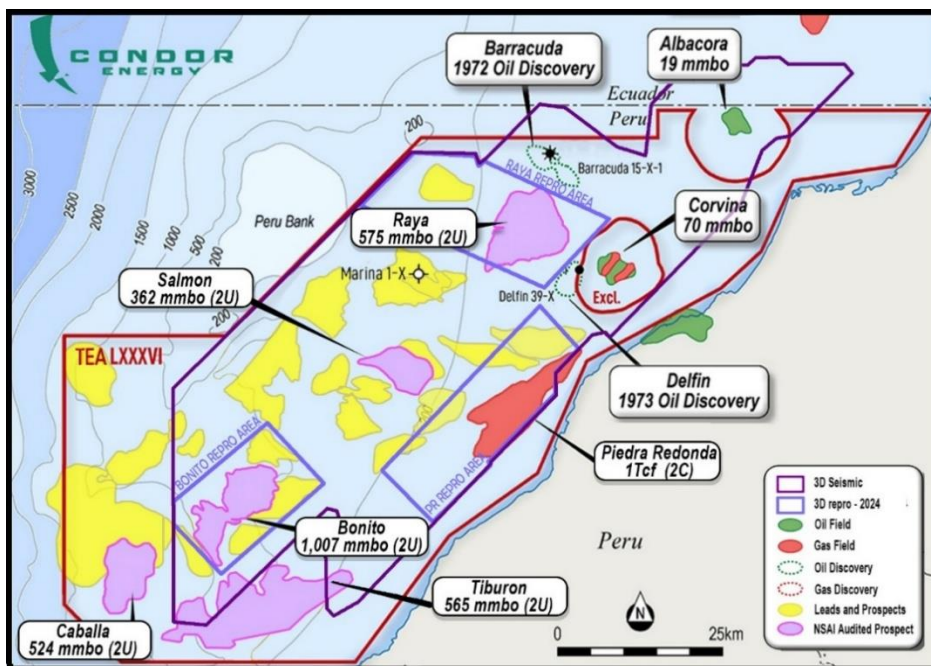 CONDOR
ENERGY
Barracuda
1972 Oil Discovery
Albacora
19 mmbo
Ecuador
Peru
200
3000
2500
2000
1500
1000
500
200
Peru Bank
RAYA REPRO AREA
Barracuda 15-X-1
Raya
575 mmbo (2U)
Corvina
70 mmbo
Marina 1-X
Salmon
362 mmbo (2U)
Delfin 39-X
Excl.
200
TEA LXXXVI
Delfin
1973 Oil Discovery
BONITO REPRO AREA
PR REPRO AREA
Piedra Redonda
1Tcf (2C)
Bonito
1,007 mmbo (2U)
Peru
Tiburon
565 mmbo (2U)
Caballa
524 mmbo (2U)
N
0 25km
3D Seismic
3D repro - 2024
Oil Field
Gas Field
Oil Discovery
Gas Discovery
Leads and Prospects
NSAI Audited Prospect